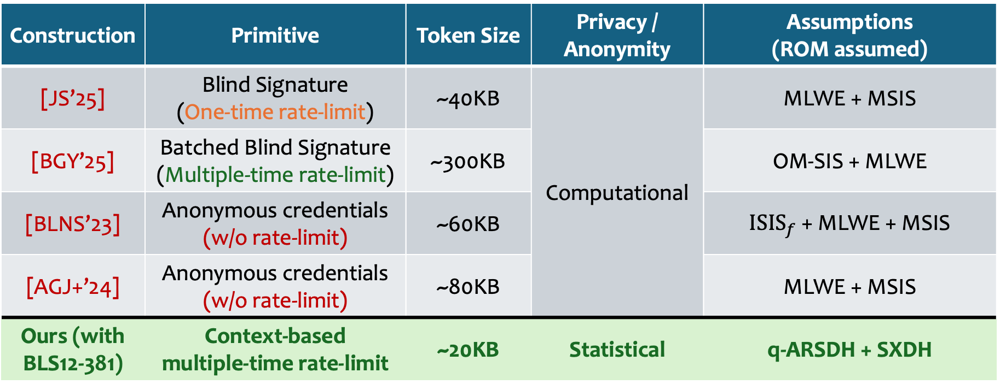 Construction
Primitive
Token Size
Privacy /
Anonymity
Assumptions
(ROM assumed)
[JS’25]
Blind Signature
(One-time rate-limit)
~40KB
MLWE + MSIS
[BGY’25]
Batched Blind Signature
(Multiple-time rate-limit)
~300KB
OM-SIS + MLWE
Computational
[BLNS’23]
Anonymous credentials
(w/o rate-limit)
~60KB
ISIS𝑓 + MLWE + MSIS
[AGJ+’24]
Anonymous credentials
(w/o rate-limit)
~80KB
MLWE + MSIS
Ours (with
BLS12-381)
Context-based
multiple-time rate-limit
~20KB
Statistical
q-ARSDH + SXDH